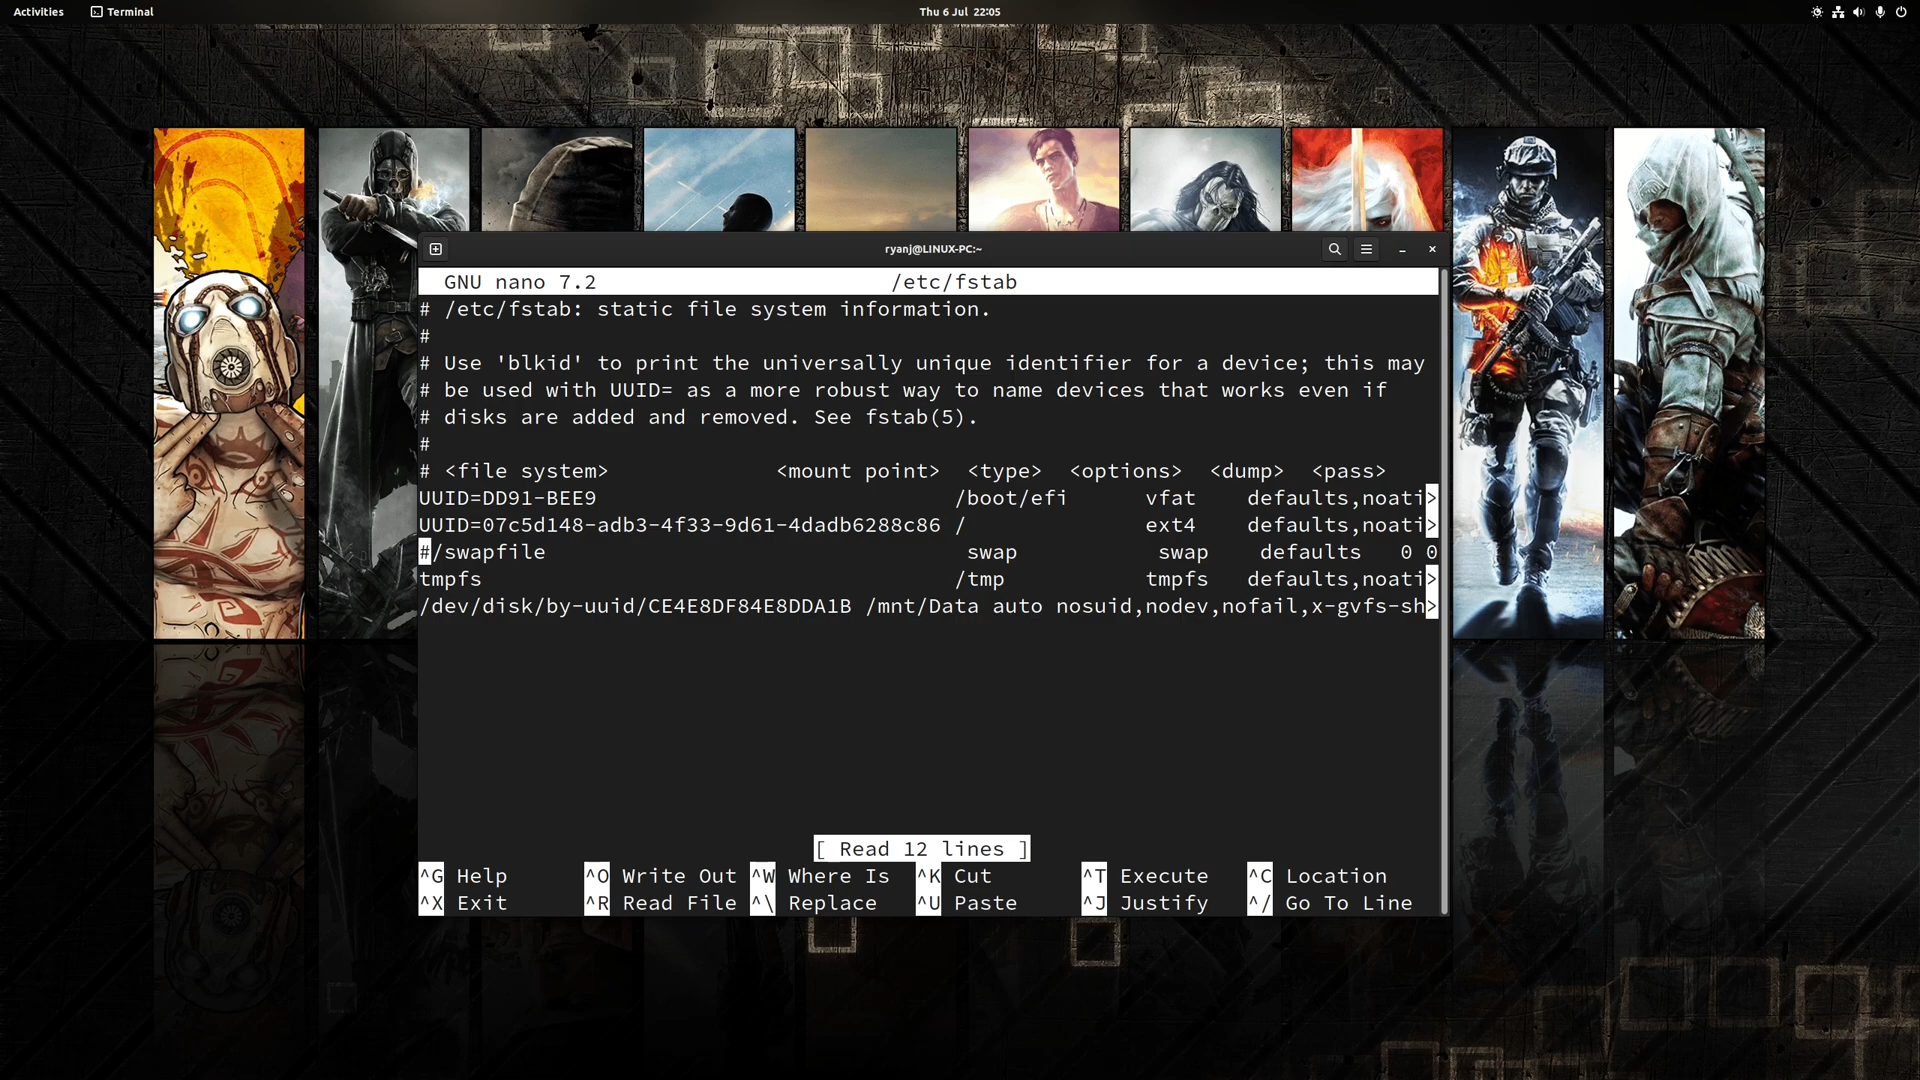 Activities Terminal Thu 6 Jul 22:05
ryanj@LINUX-PC:~
GNU nano 7.2 /etc/fstab
# /etc/fstab: static file system information.
#
# Use 'blkid' to print the universally unique identifier for a device; this may
# be used with UUID= as a more robust way to name devices that works even if
# disks are added and removed. See fstab(5).
#
# <file system> <mount point> <type> <options> <dump> <pass>
UUID=DD91-BEE9 /boot/efi vfat defaults,noati>
UUID=07c5d148-adb3-4f33-9d61-4dadb6288c86 / ext4 defaults,noati>
#/swapfile swap swap defaults 0 0
tmpfs /tmp tmpfs defaults,noati>
/dev/disk/by-uuid/CE4E8DF84E8DDA1B /mnt/Data auto nosuid,nodev,nofail,x-gvfs-sh>
[ Read 12 lines ]
^G Help ^O Write Out ^W Where Is ^K Cut ^T Execute ^C Location
^X Exit ^R Read File ^\ Replace ^U Paste ^J Justify ^/ Go To Line